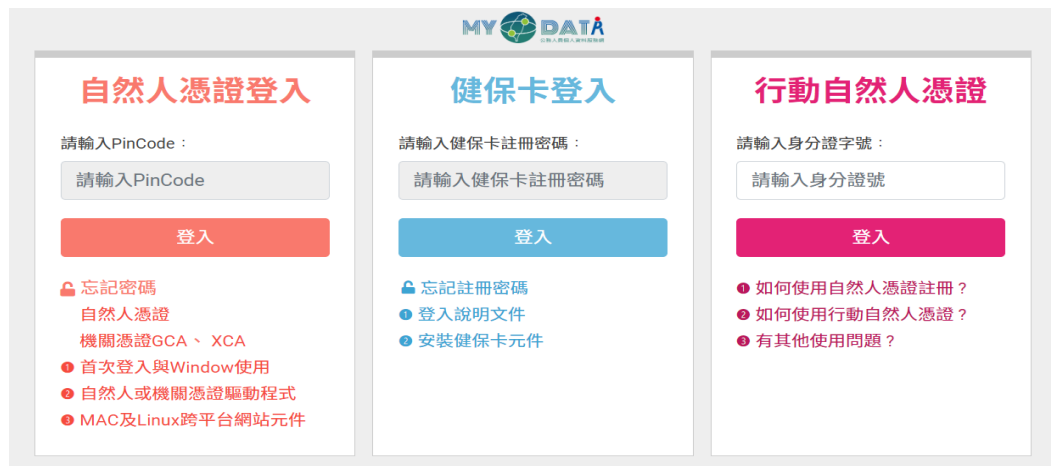 MY DATA
自然人憑證登入
請輸入PinCode：
請輸入PinCode
登入
忘記密碼
自然人憑證
機關憑證GCA、 XCA
❶ 首次登入與Window使用
❷ 自然人或機關憑證驅動程式
❸ MAC及Linux跨平台網站元件
健保卡登入
請輸入健保卡註冊密碼：
請輸入健保卡註冊密碼
登入
忘記註冊密碼
❶ 登入說明文件
❷ 安裝健保卡元件
行動自然人憑證
請輸入身分證字號：
請輸入身分證號
登入
❶ 如何使用自然人憑證註冊？
❷ 如何使用行動自然人憑證？
❸ 有其他使用問題？